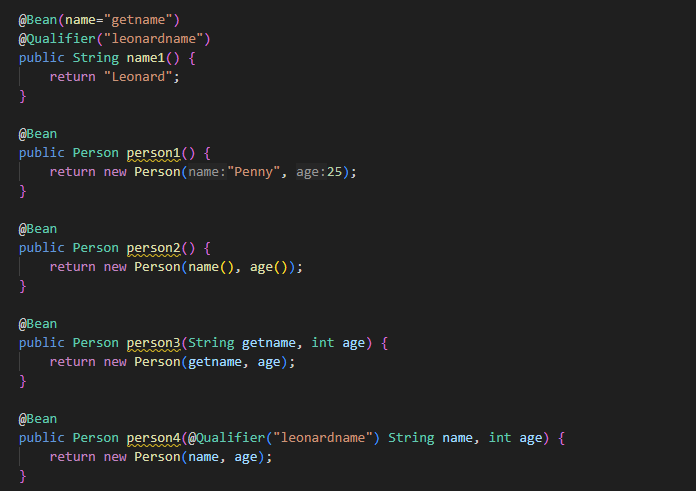 @Bean(name="getname")
@Qualifier("leonardname")
public String name1() {
return "Leonard";
}
@Bean
public Person person1() {
return new Person(name:"Penny", age:25);
}
@Bean
public Person person2() {
return new Person(name(), age());
}
@Bean
public Person person3(String getname, int age) {
return new Person(getname, age);
}
@Bean
public Person person4(@Qualifier("leonardname") String name, int age) {
return new Person(name, age);
}